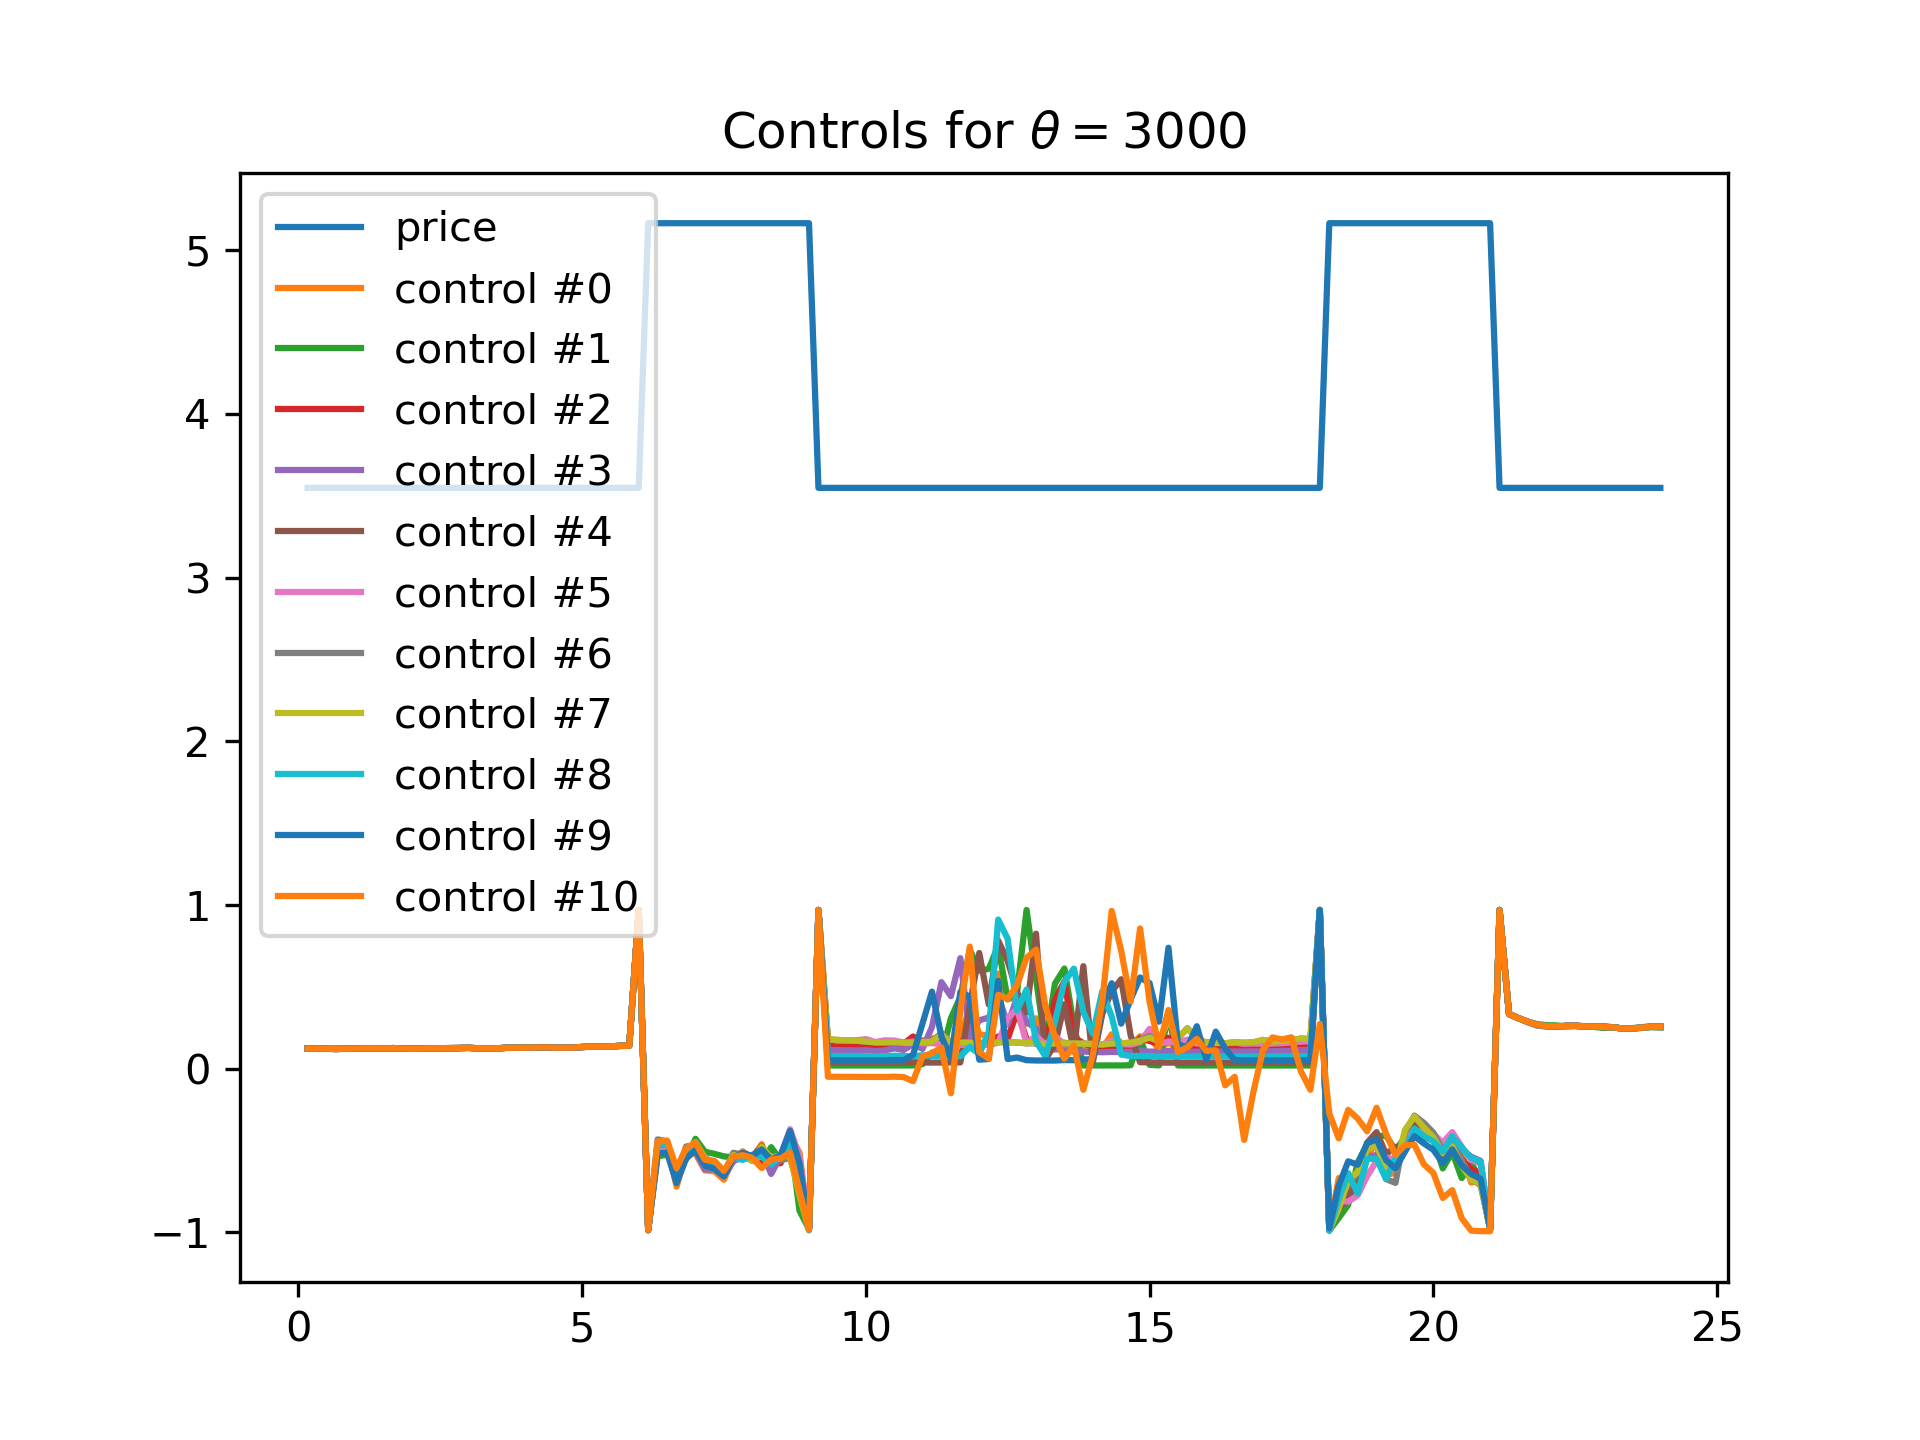 Controls for θ = 3000
price
control #0
control #1
control #2
control #3
control #4
control #5
control #6
control #7
control #8
control #9
control #10
5
4
3
2
1
0
−1
0 5 10 15 20 25